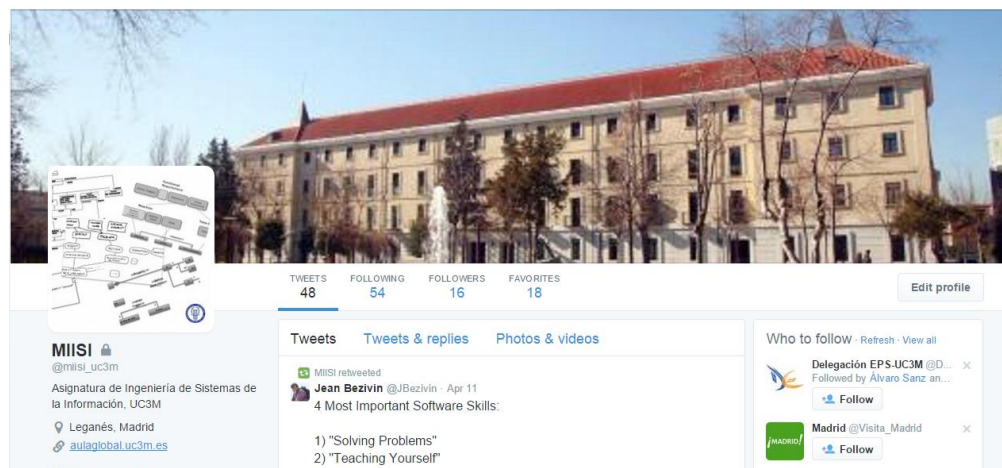 TWEETS
48
FOLLOWING
54
FOLLOWERS
16
FAVORITES
18
Edit profile
MIISI
@miisi_uc3m
Asignatura de Ingeniería de Sistemas de
la Información, UC3M
Leganés, Madrid
aulaglobal.uc3m.es
Tweets Tweets & replies Photos & videos
MIISI retweeted
Jean Bezivin @JBezivin · Apr 11
4 Most Important Software Skills:
1) "Solving Problems"
2) "Teaching Yourself"
Who to follow · Refresh · View all
Delegación EPS-UC3M @D...
Followed by Álvaro Sanz an...
Follow
¡MADRID!
Madrid @Visita_Madrid
Follow